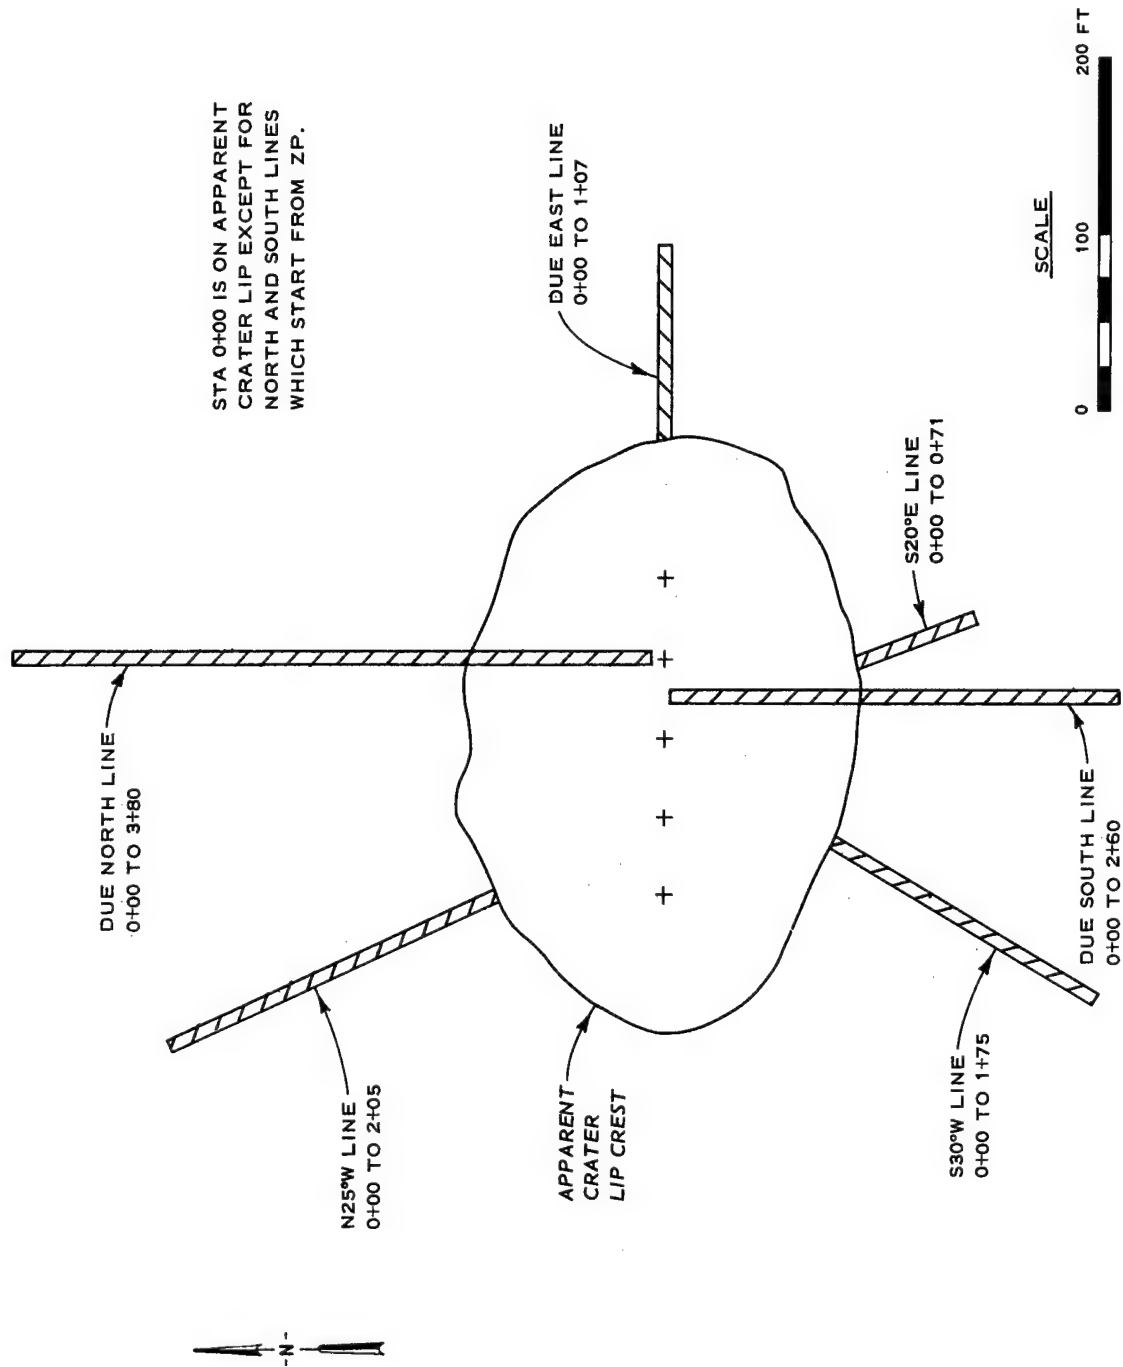 STA 0+00 IS ON APPARENT
CRATER LIP EXCEPT FOR
NORTH AND SOUTH LINES
WHICH START FROM ZP.
DUE NORTH LINE
0+00 TO 3+80
DUE EAST LINE
0+00 TO 1+07
N25°W LINE
0+00 TO 2+05
APPARENT
CRATER
LIP CREST
S20°E LINE
0+00 TO 0+71
S30°W LINE
0+00 TO 1+75
DUE SOUTH LINE
0+00 TO 2+60
SCALE
0 100 200 FT
-N-